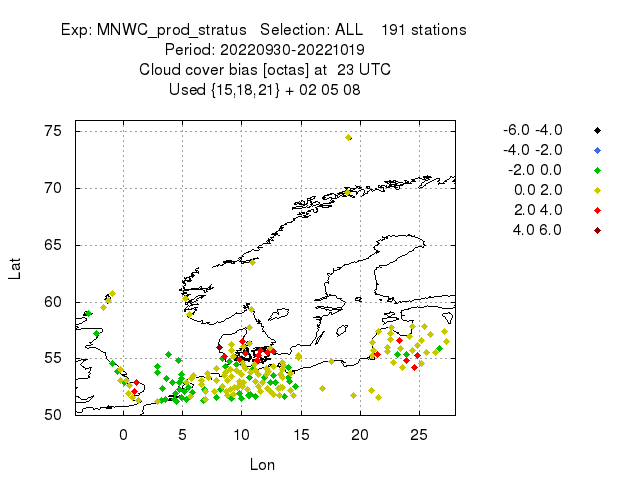 Exp: MNWC_prod_stratus Selection: ALL 191 stations
Period: 20220930-20221019
Cloud cover bias [octas] at 23 UTC
Used {15,18,21} + 02 05 08
75
70
65
60
55
50
Lat
0 5 10 15 20 25
Lon
-6.0 -4.0
-4.0 -2.0
-2.0 0.0
0.0 2.0
2.0 4.0
4.0 6.0